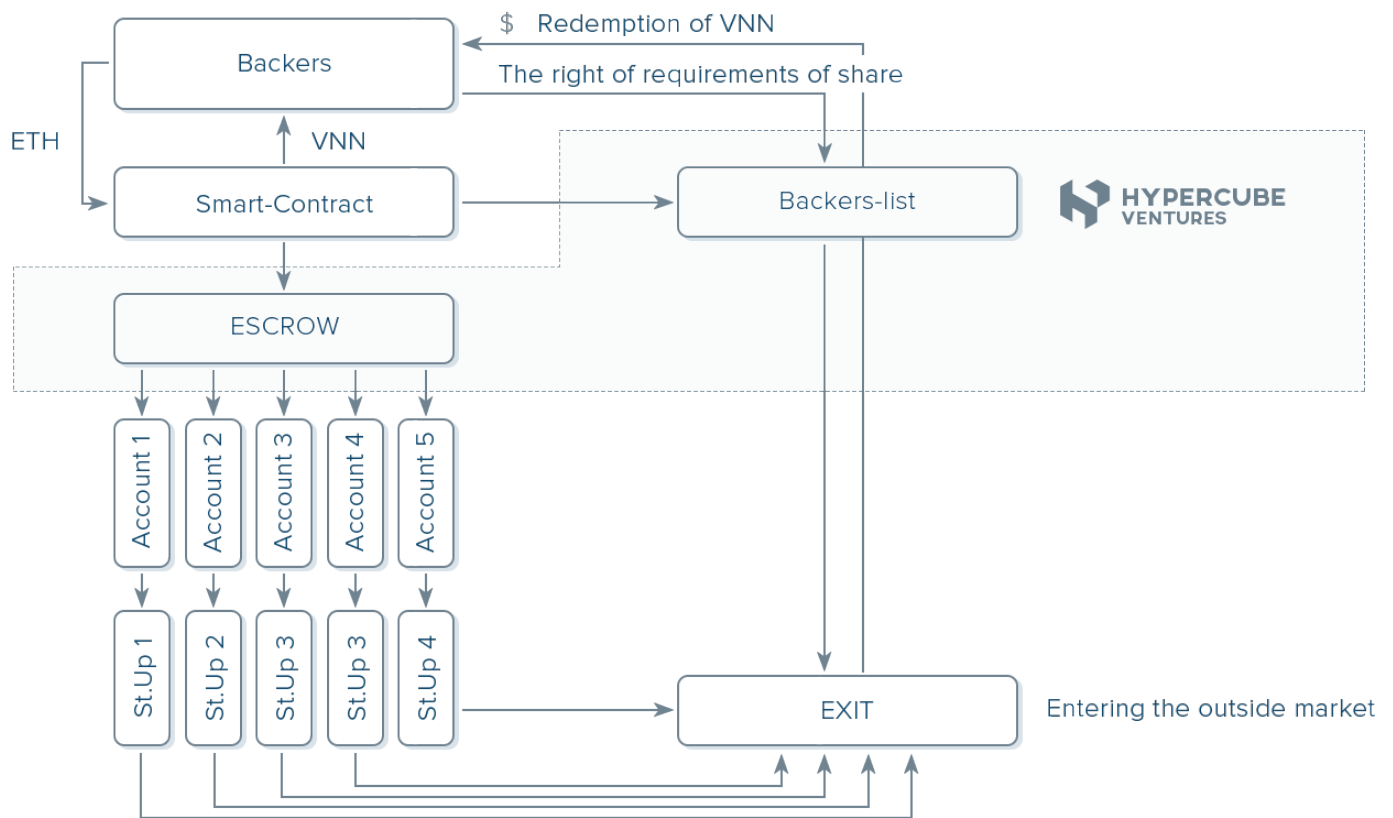 $ Redemption of VNN
Backers
The right of requirements of share
ETH
VNN
Smart-Contract
Backers-list
HYPERCUBE
VENTURES
ESCROW
Account 1
Account 2
Account 3
Account 4
Account 5
St.Up 1
St.Up 2
St.Up 3
St.Up 3
St.Up 4
EXIT
Entering the outside market